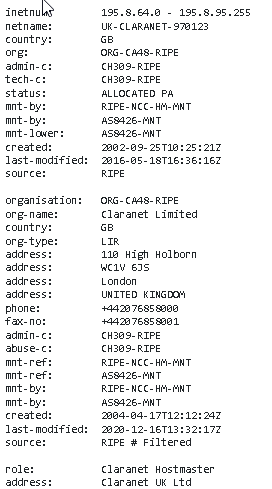 inetnum: 195.8.64.0 - 195.8.95.255
netname: UK-CLARANET-970123
country: GB
org: ORG-CA48-RIPE
admin-c: CH309-RIPE
tech-c: CH309-RIPE
status: ALLOCATED PA
mnt-by: RIPE-NCC-HM-MNT
mnt-by: AS8426-MNT
mnt-lower: AS8426-MNT
created: 2002-09-25T10:25:21Z
last-modified: 2016-05-18T16:36:16Z
source: RIPE
organisation: ORG-CA48-RIPE
org-name: Claranet Limited
country: GB
org-type: LIR
address: 110 High Holborn
address: WC1V 6JS
address: London
address: UNITED KINGDOM
phone: +442076858000
fax-no: +442076858001
admin-c: CH309-RIPE
abuse-c: CH309-RIPE
mnt-ref: RIPE-NCC-HM-MNT
mnt-ref: AS8426-MNT
mnt-by: RIPE-NCC-HM-MNT
mnt-by: AS8426-MNT
created: 2004-04-17T12:12:24Z
last-modified: 2020-12-16T13:32:17Z
source: RIPE # Filtered
role: Claranet Hostmaster
address: Claranet UK Ltd